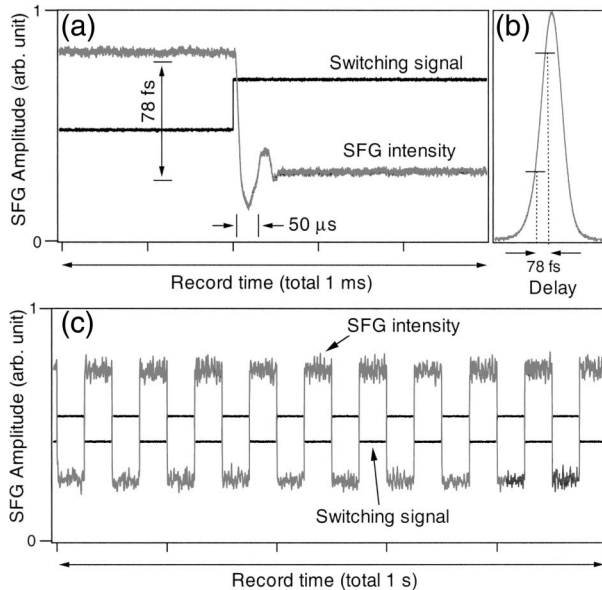 (a)
1
SFG Amplitude (arb. unit)
78 fs
Switching signal
SFG intensity
50 µs
0
Record time (total 1 ms)
(b)
78 fs
Delay
(c)
1
SFG Amplitude (arb. unit)
SFG intensity
Switching signal
0
Record time (total 1 s)